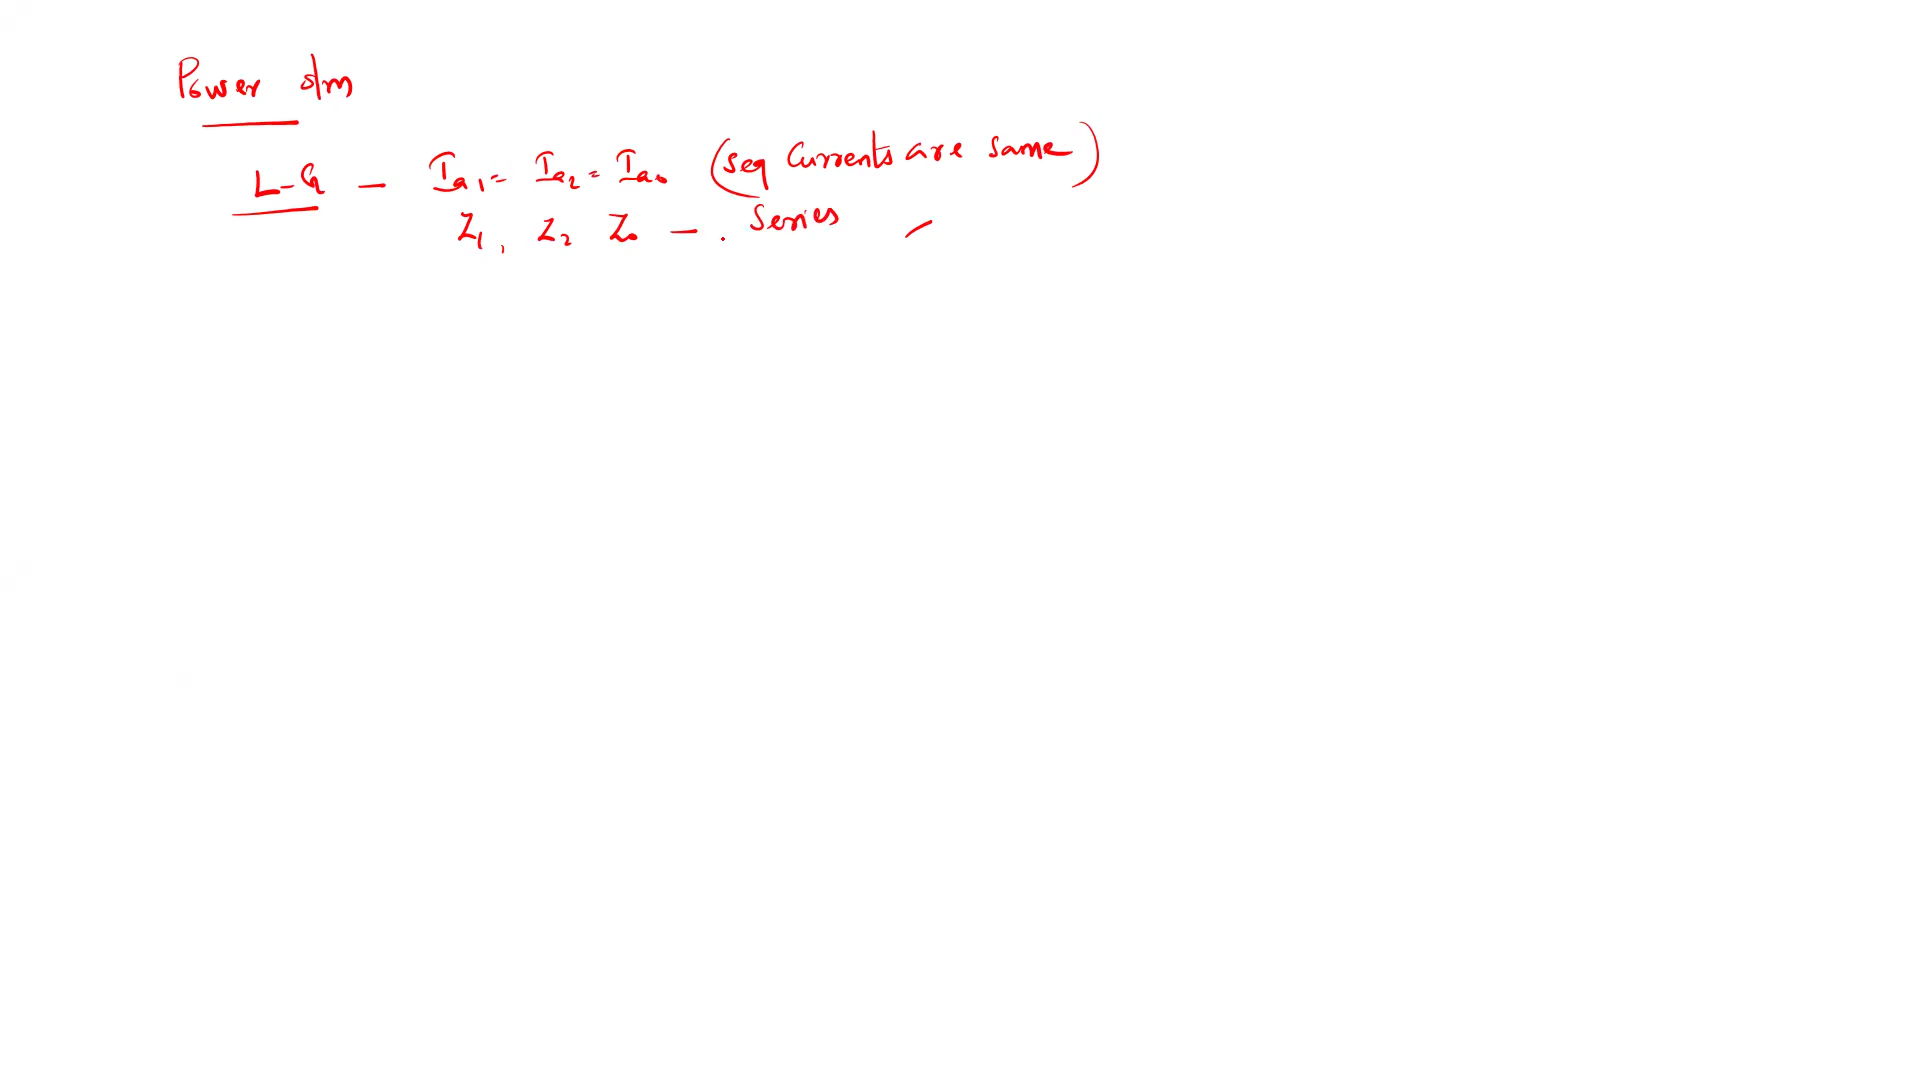 Power s/m
L-G - Ia1 = Ia2 = Ia0 (seq Currents are same)
Z1, Z2 Z0 - . Series